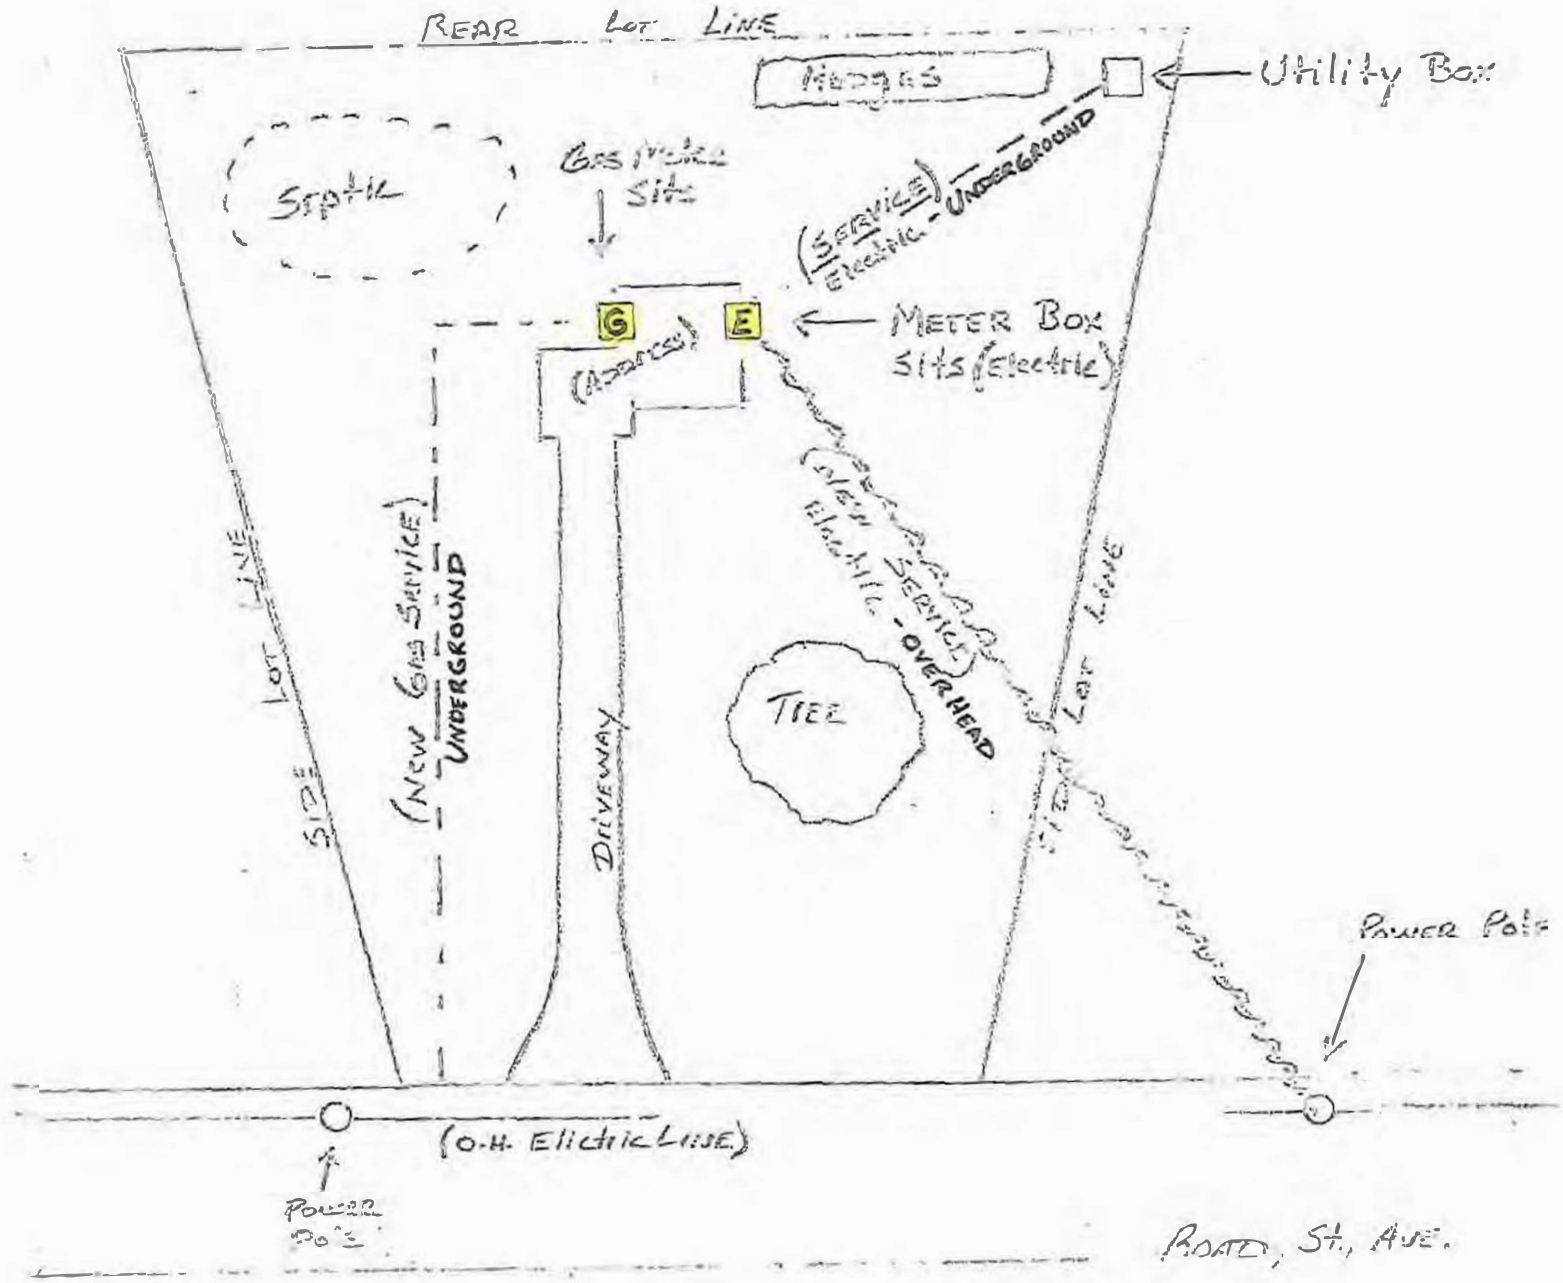 REAR LOT LINE
Hedges
Utility Box
Gas Meter
Site
Septic
(SERVICE)
Electric - UNDERGROUND
G
E
(Address)
METER BOX
Site (Electric)
(New Gas Service)
UNDERGROUND
(NEW SERVICE)
Electric - OVERHEAD
SIDE LOT LINE
SIDE LOT LINE
TREE
DRIVEWAY
POWER Pole
(O.H. Electric LINE)
POWER
Pole
ROAD, St., AVE.